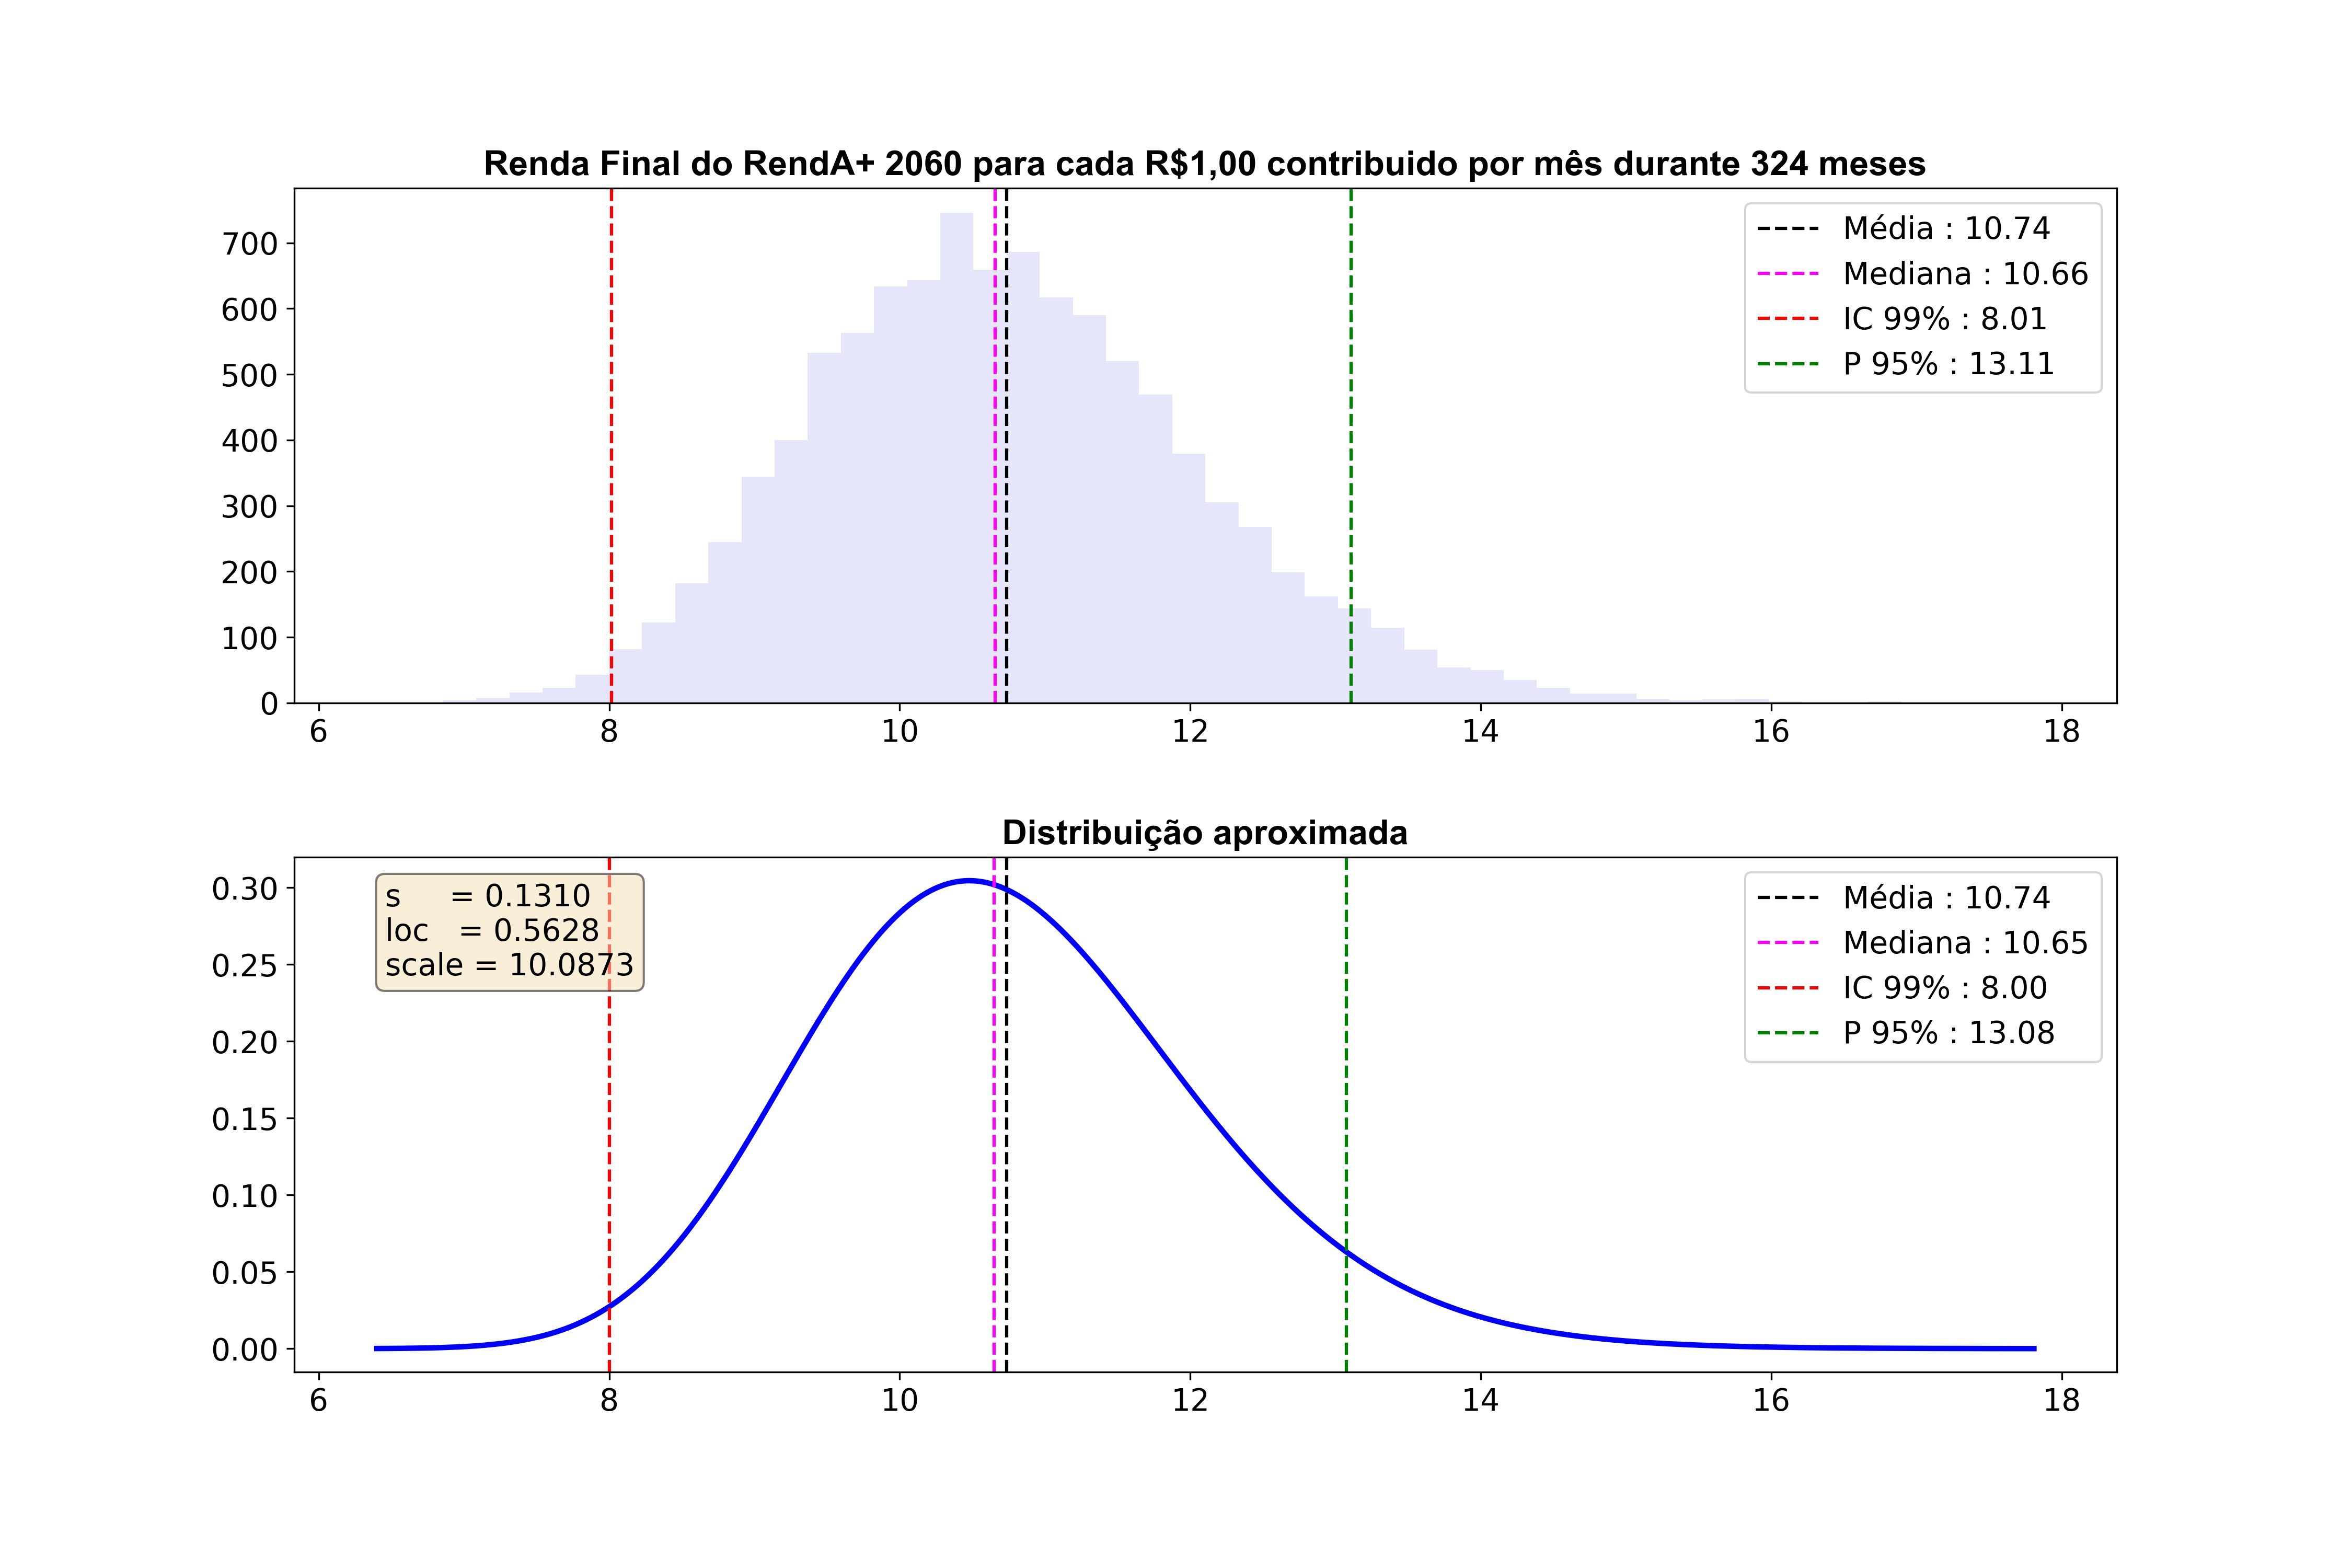 Renda Final do RendA+ 2060 para cada R$1,00 contribuido por mês durante 324 meses
700
600
500
400
300
200
100
0
Média : 10.74
Mediana : 10.66
IC 99% : 8.01
P 95% : 13.11
6 8 10 12 14 16 18
Distribuição aproximada
0.30
0.25
0.20
0.15
0.10
0.05
0.00
s = 0.1310
loc = 0.5628
scale = 10.0873
Média : 10.74
Mediana : 10.65
IC 99% : 8.00
P 95% : 13.08
6 8 10 12 14 16 18